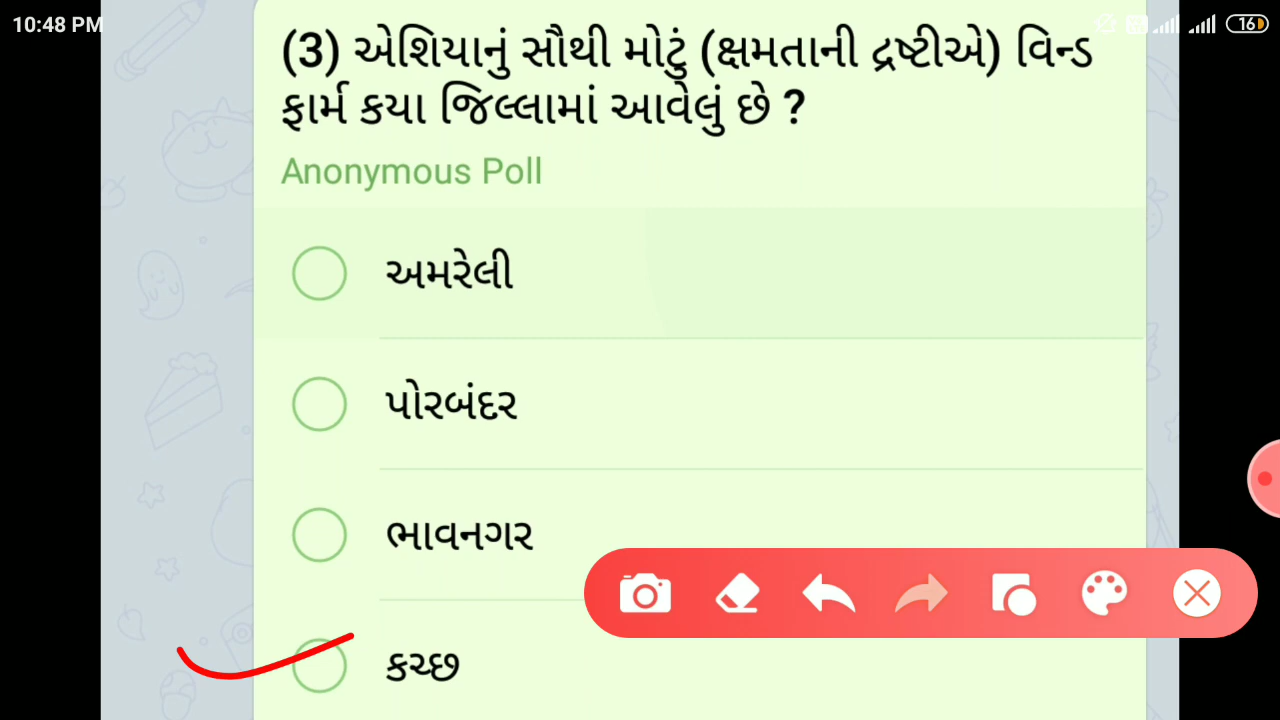 10:48 PM
16
(3) એશિયાનું સૌથી મોટું (ક્ષમતાની દ્રષ્ટીએ) વિન્ડ
ફાર્મ કયા જિલ્લામાં આવેલું છે ?
Anonymous Poll
અમરેલી
પોરબંદર
ભાવનગર
કચ્છ